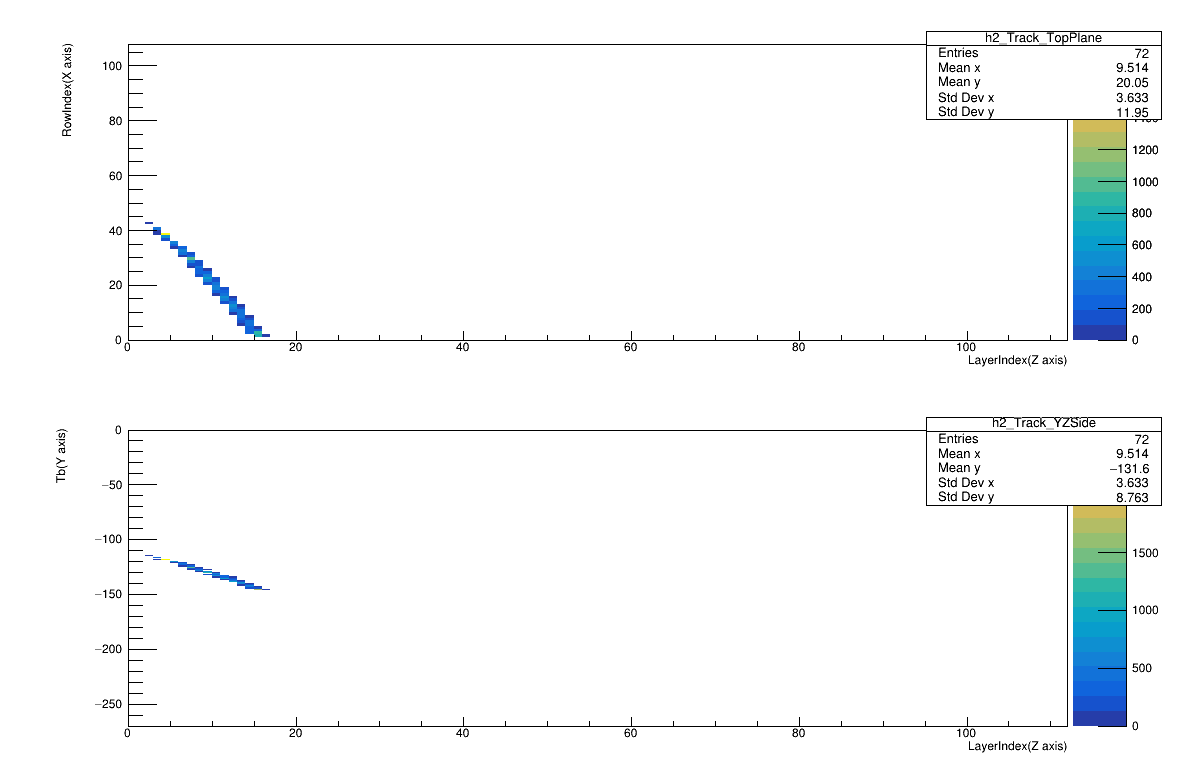 h2_Track_TopPlane
Entries 72
Mean x 9.514
Mean y 20.05
Std Dev x 3.633
Std Dev y 11.95
RowIndex(X axis)
100
80
60
40
20
0
0 20 40 60 80 100
LayerIndex(Z axis)
1200
1000
800
600
400
200
0
h2_Track_YZSide
Entries 72
Mean x 9.514
Mean y −131.6
Std Dev x 3.633
Std Dev y 8.763
Tb(Y axis)
0
−50
−100
−150
−200
−250
0 20 40 60 80 100
LayerIndex(Z axis)
1500
1000
500
0